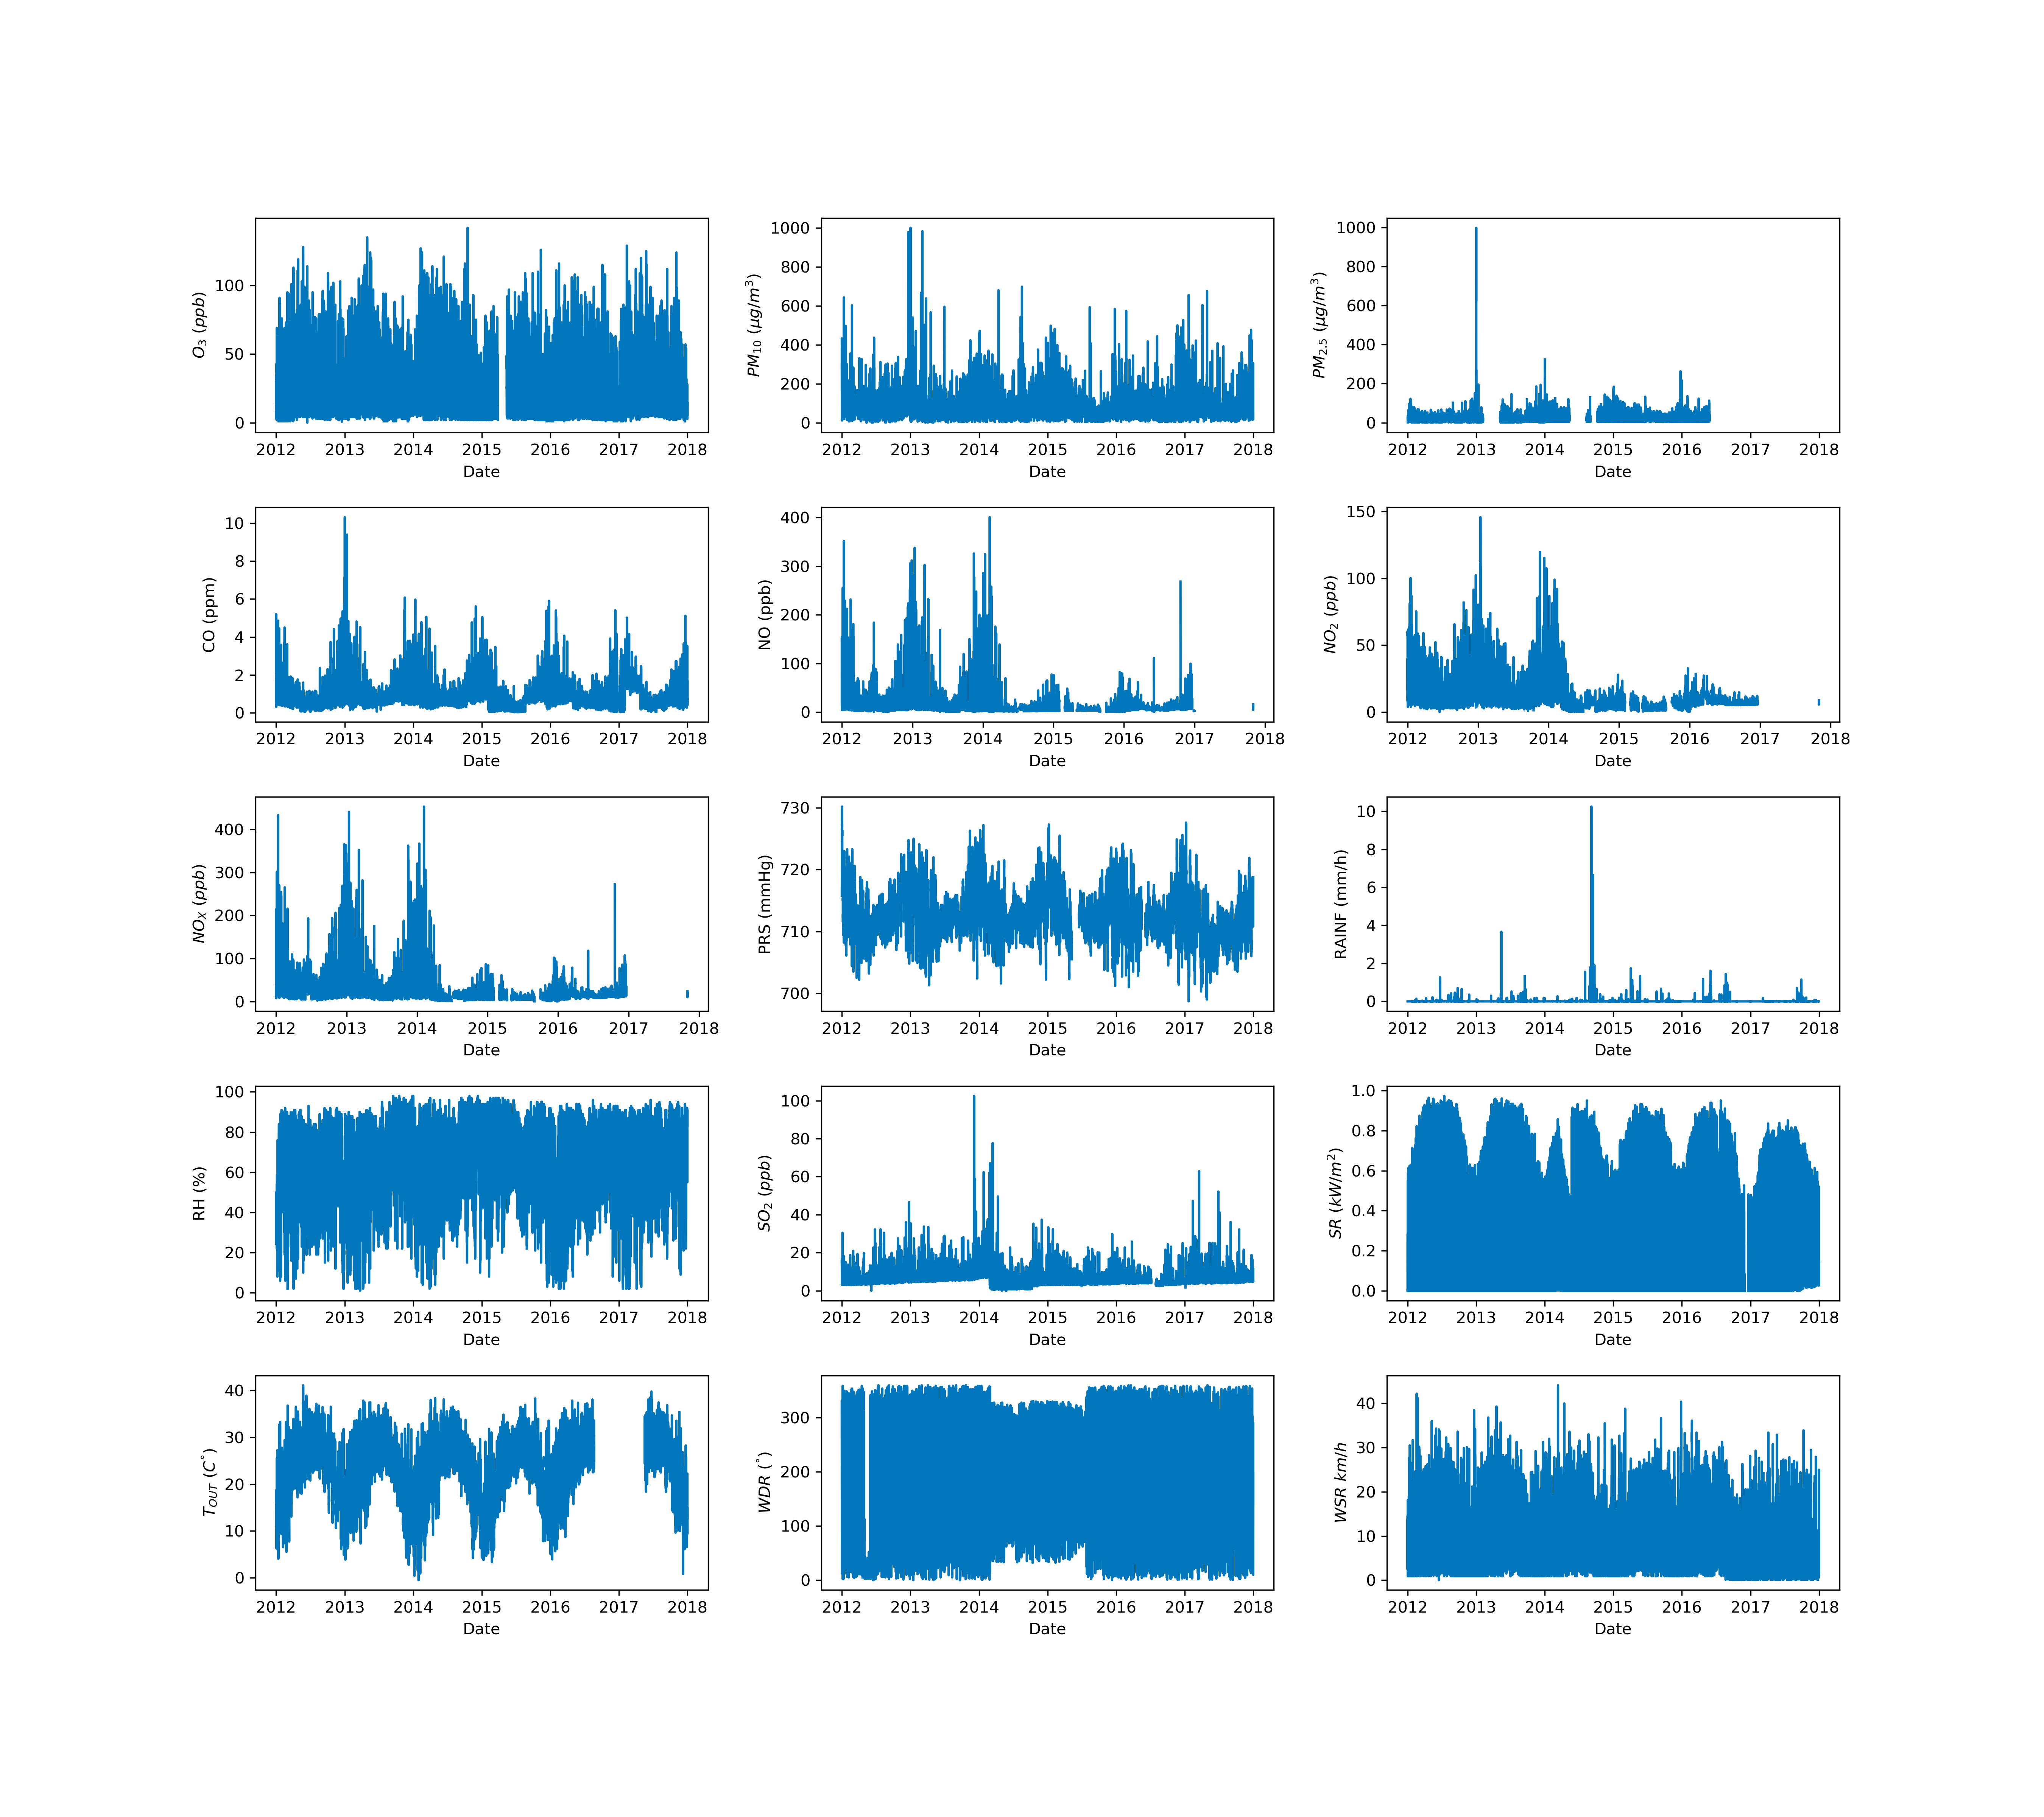 O₃ (ppb)
100
50
0
2012 2013 2014 2015 2016 2017 2018
Date
PM₁₀ (µg/m³)
1000
800
600
400
200
0
2012 2013 2014 2015 2016 2017 2018
Date
PM₂.₅ (µg/m³)
1000
800
600
400
200
0
2012 2013 2014 2015 2016 2017 2018
Date
CO (ppm)
10
8
6
4
2
0
2012 2013 2014 2015 2016 2017 2018
Date
NO (ppb)
400
300
200
100
0
2012 2013 2014 2015 2016 2017 2018
Date
NO₂ (ppb)
150
100
50
0
2012 2013 2014 2015 2016 2017 2018
Date
NOX (ppb)
400
300
200
100
0
2012 2013 2014 2015 2016 2017 2018
Date
PRS (mmHg)
730
720
710
700
2012 2013 2014 2015 2016 2017 2018
Date
RAINF (mm/h)
10
8
6
4
2
0
2012 2013 2014 2015 2016 2017 2018
Date
RH (%)
100
80
60
40
20
0
2012 2013 2014 2015 2016 2017 2018
Date
SO₂ (ppb)
100
80
60
40
20
0
2012 2013 2014 2015 2016 2017 2018
Date
SR (kW/m²)
1.0
0.8
0.6
0.4
0.2
0.0
2012 2013 2014 2015 2016 2017 2018
Date
TOUT (C°)
40
30
20
10
0
2012 2013 2014 2015 2016 2017 2018
Date
WDR (°)
300
200
100
0
2012 2013 2014 2015 2016 2017 2018
Date
WSR km/h
40
30
20
10
0
2012 2013 2014 2015 2016 2017 2018
Date